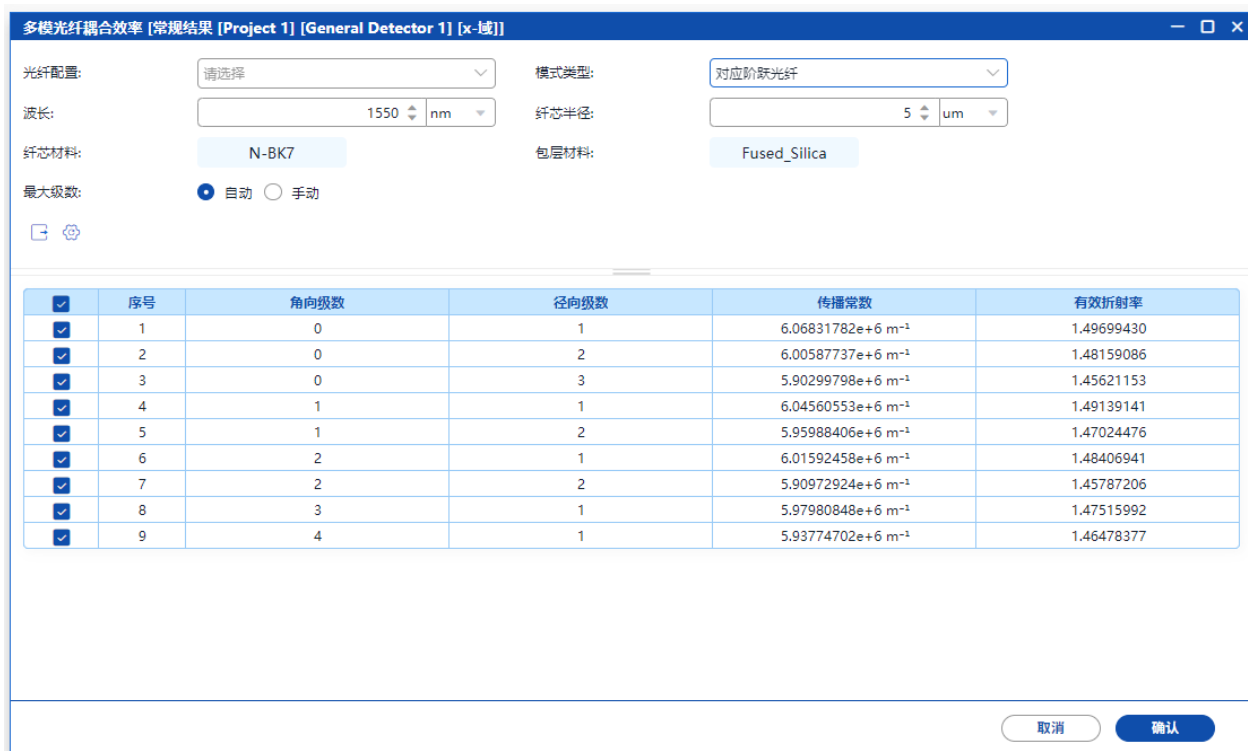 多模光纤耦合效率 [常规结果 [Project 1] [General Detector 1] [x-域]]
光纤配置: 请选择 模式类型: 对应阶跃光纤
波长: 1550 nm 纤芯半径: 5 um
纤芯材料: N-BK7 包层材料: Fused_Silica
最大级数: 自动 手动
序号 角向级数 径向级数 传播常数 有效折射率
1 0 1 6.06831782e+6 m⁻¹ 1.49699430
2 0 2 6.00587737e+6 m⁻¹ 1.48159086
3 0 3 5.90299798e+6 m⁻¹ 1.45621153
4 1 1 6.04560553e+6 m⁻¹ 1.49139141
5 1 2 5.95988406e+6 m⁻¹ 1.47024476
6 2 1 6.01592458e+6 m⁻¹ 1.48406941
7 2 2 5.90972924e+6 m⁻¹ 1.45787206
8 3 1 5.97980848e+6 m⁻¹ 1.47515992
9 4 1 5.93774702e+6 m⁻¹ 1.46478377
取消 确认